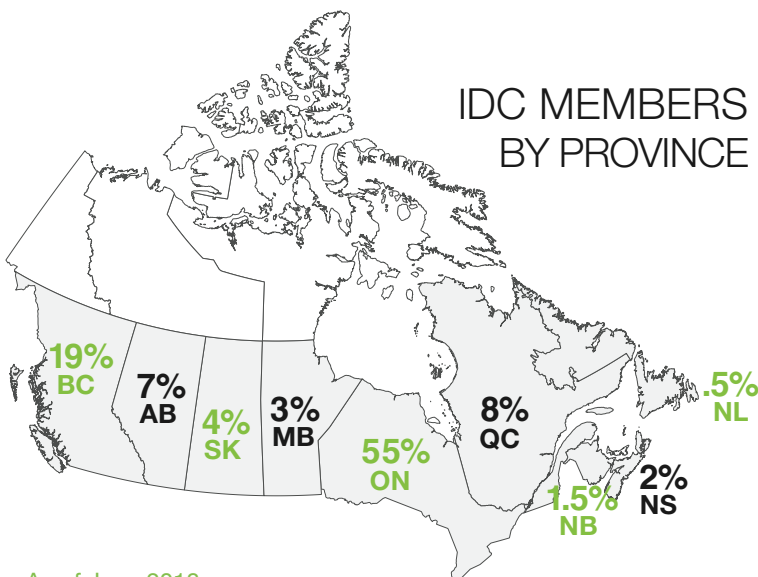 IDC MEMBERS
BY PROVINCE
19%
BC
7%
AB
4%
SK
3%
MB
55%
ON
8%
QC
.5%
NL
2%
NS
1.5%
NB